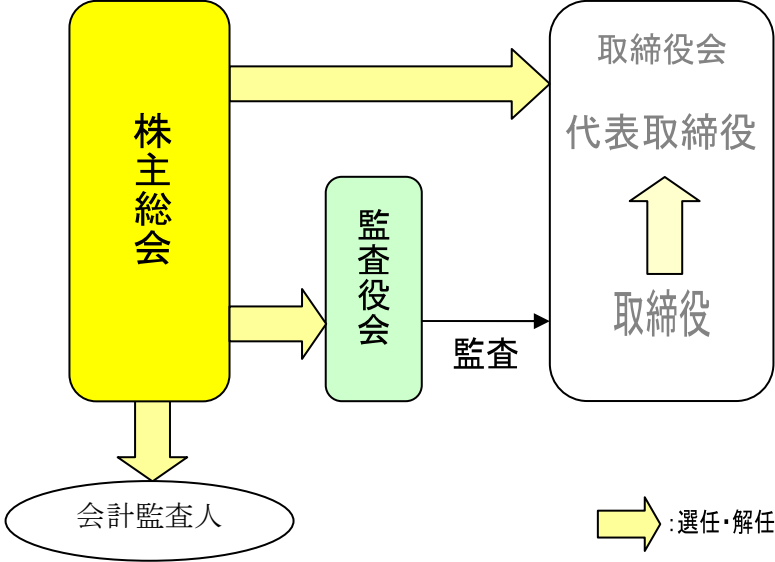 株主総会
取締役会
代表取締役
取締役
監査役会
監査
会計監査人
:選任・解任